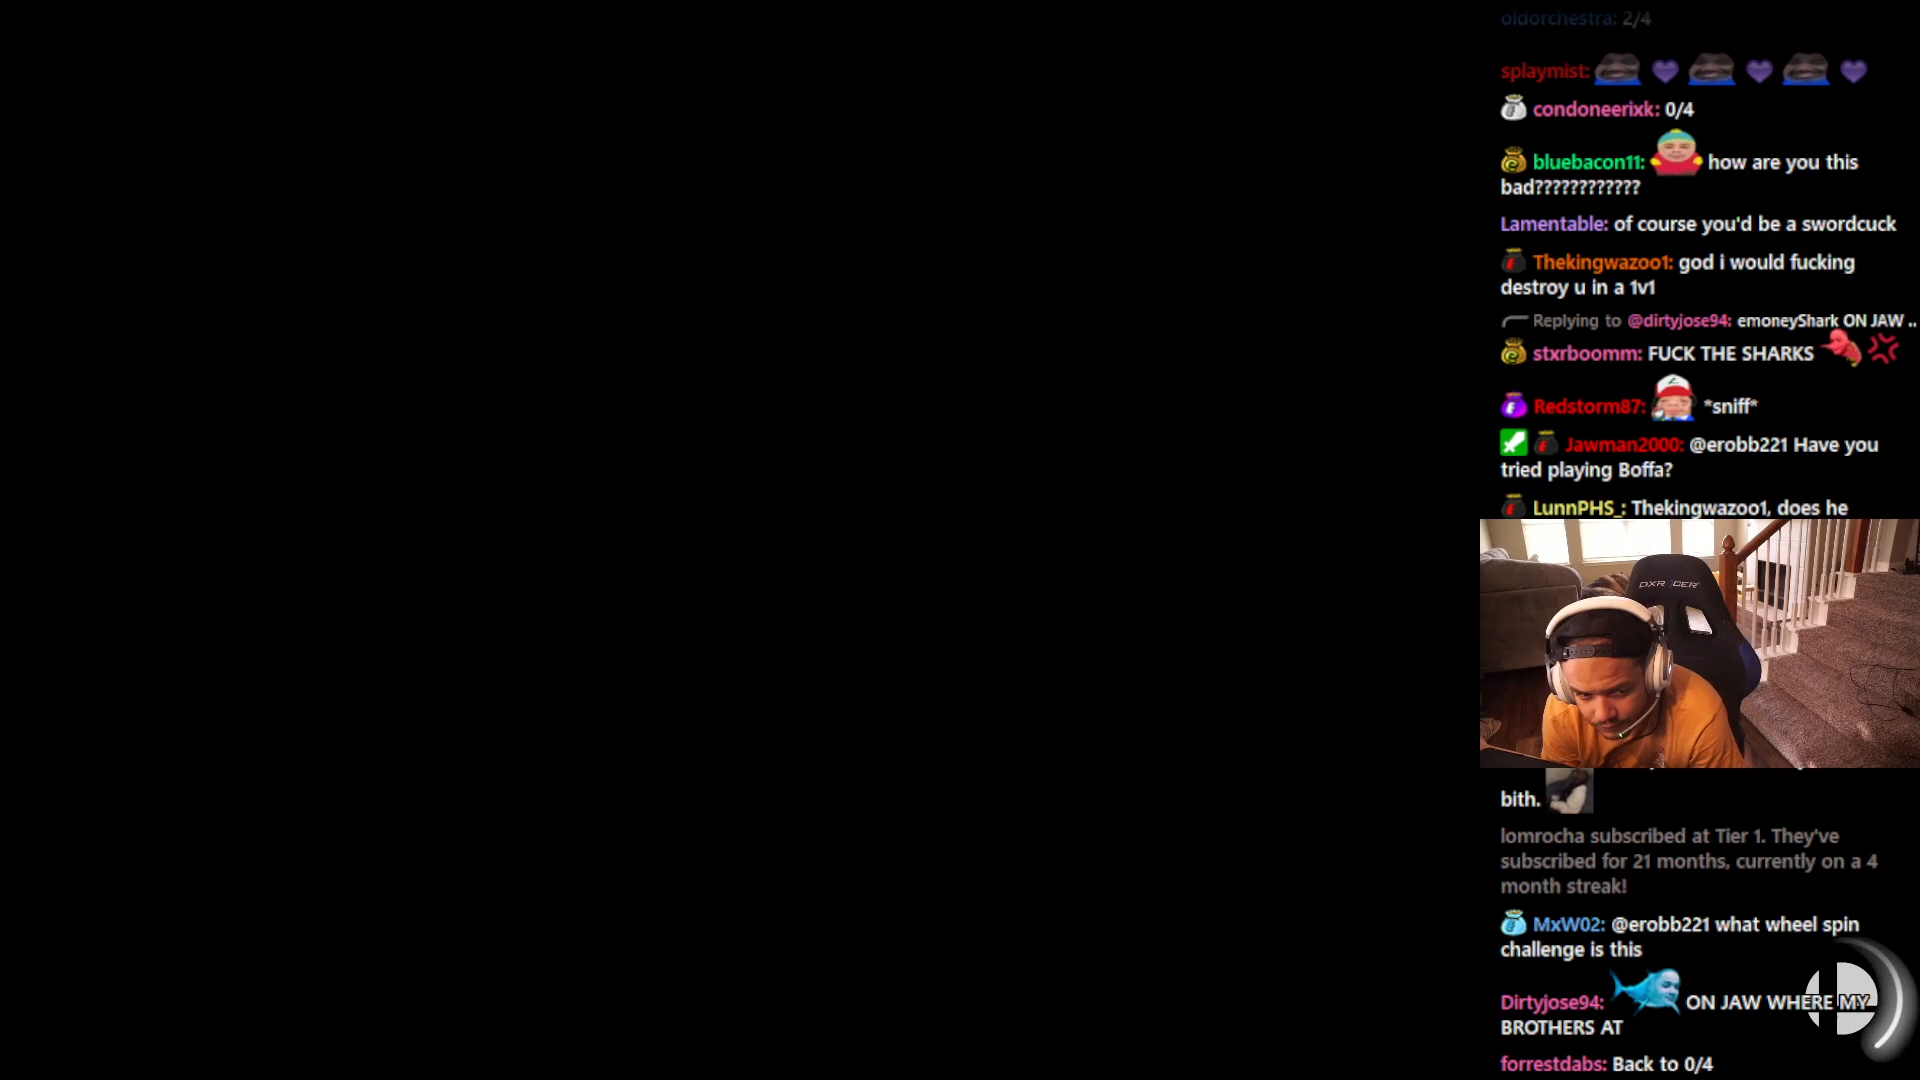 oldorchestra: 2/4
splaymist:
condoneerixk: 0/4
bluebacon11: how are you this
bad????????????
Lamentable: of course you'd be a swordcuck
Thekingwazoo1: god i would fucking
destroy u in a 1v1
Replying to @dirtyjose94: emoneyShark ON JAW ..
stxrboomm: FUCK THE SHARKS
Redstorm87: *sniff*
Jawman2000: @erobb221 Have you
tried playing Boffa?
LunnPHS_: Thekingwazoo1, does he
DXRACER
bith.
lomrocha subscribed at Tier 1. They've
subscribed for 21 months, currently on a 4
month streak!
MxW02: @erobb221 what wheel spin
challenge is this
Dirtyjose94: ON JAW WHERE MY
BROTHERS AT
forrestdabs: Back to 0/4